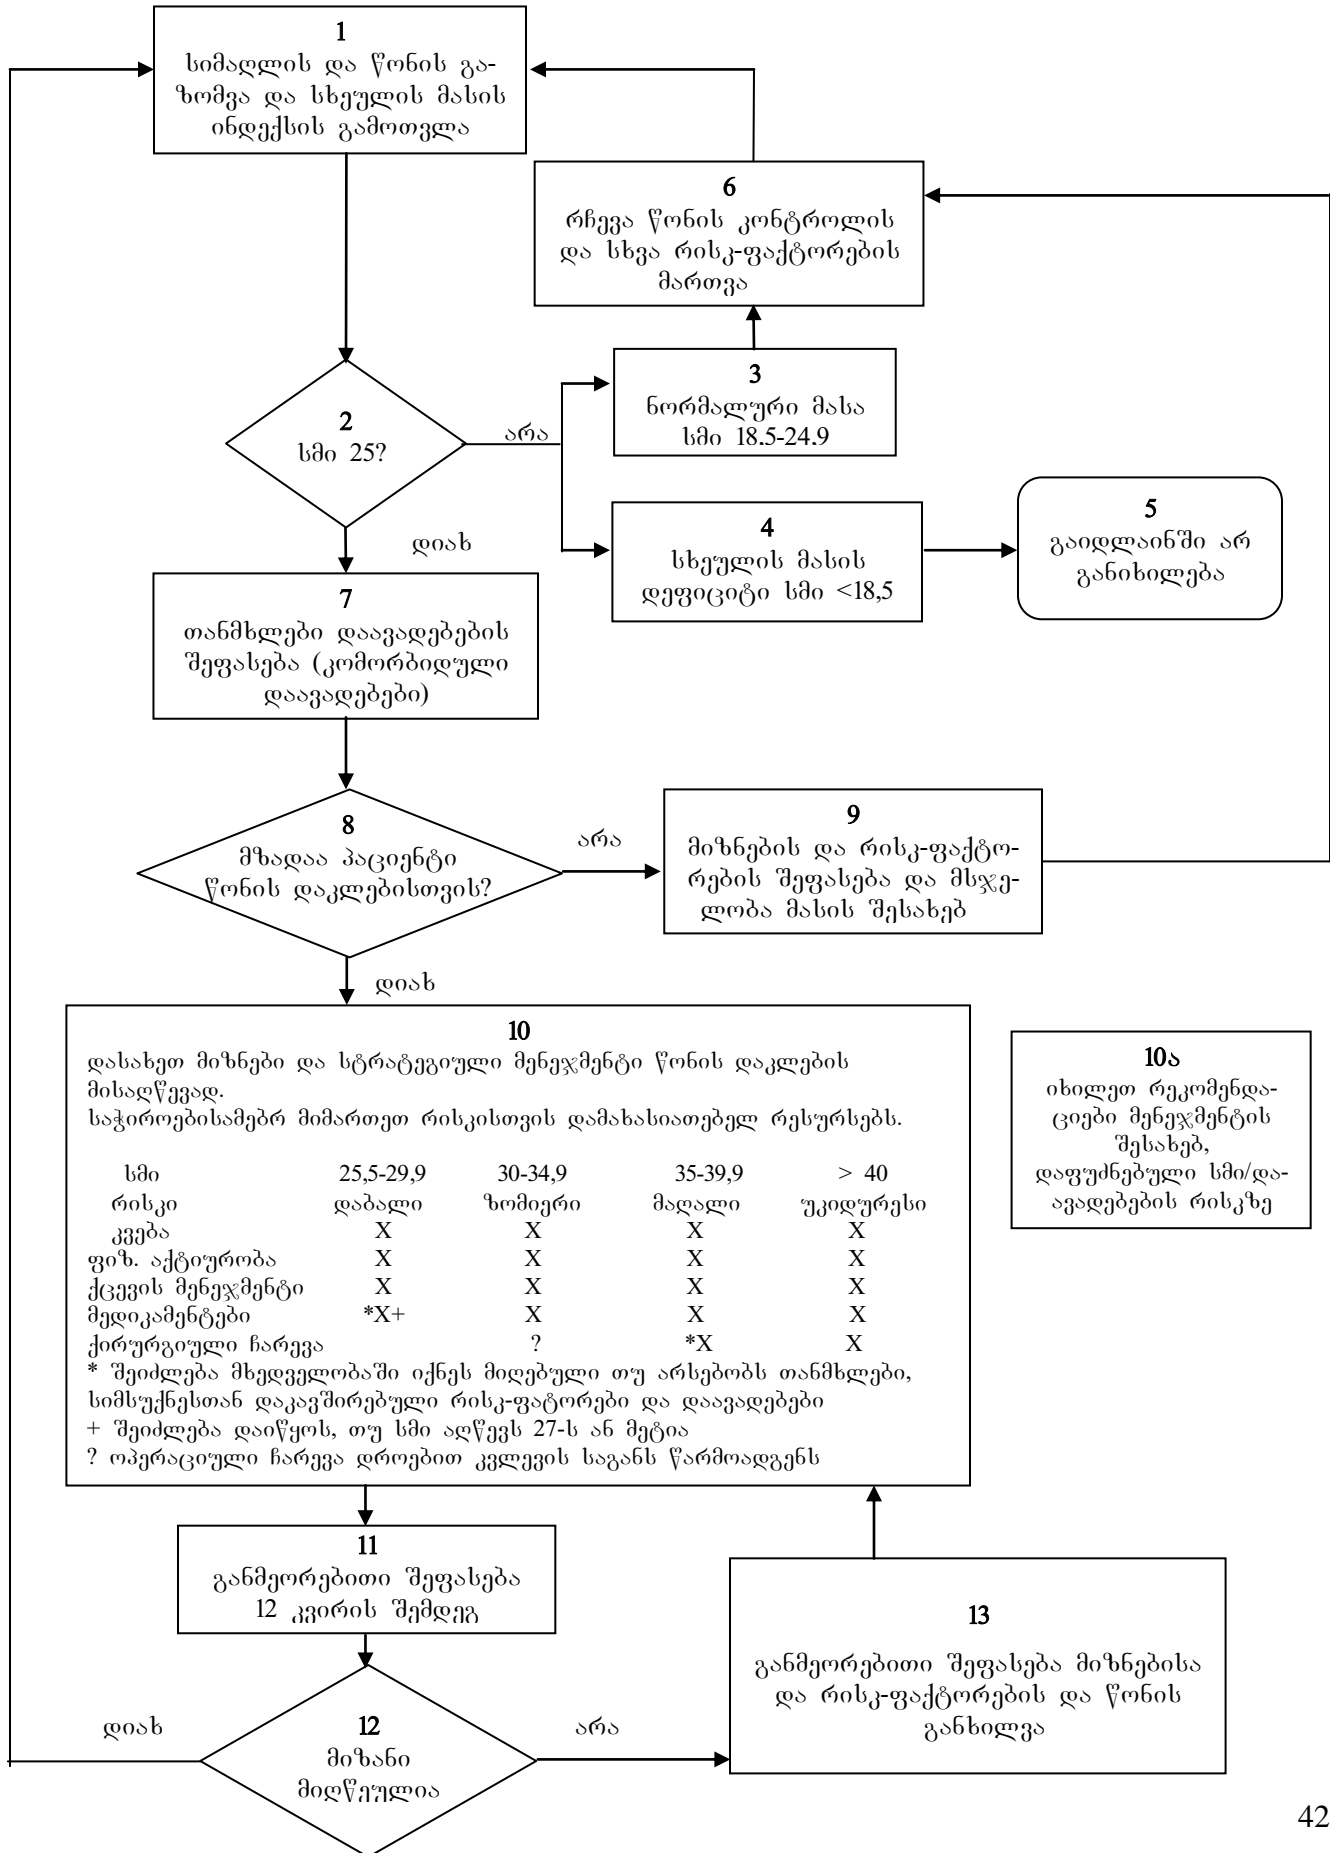 1
სიმაღლის და წონის გა-
ზომვა და სხეულის მასის
ინდექსის გამოთვლა
6
რჩევა წონის კონტროლის
და სხვა რისკ-ფაქტორების
მართვა
3
ნორმალური მასა
სმი 18.5-24.9
2
სმი 25?
არა
დიახ
4
სხეულის მასის
დეფიციტი სმი <18,5
5
გაიდლაინში არ
განიხილება
7
თანმხლები დაავადებების
შეფასება (კომორბიდული
დაავადებები)
8
მზადაა პაციენტი
წონის დაკლებისთვის?
არა
9
მიზნების და რისკ-ფაქტო-
რების შეფასება და მსჯე-
ლობა მასის შესახებ
დიახ
10
დასახეთ მიზნები და სტრატეგიული მენეჯმენტი წონის დაკლების
მისაღწევად.
საჭიროებისამებრ მიმართეთ რისკისთვის დამახასიათებელ რესურსებს.
სმი 25,5-29,9 30-34,9 35-39,9 > 40
რისკი დაბალი ზომიერი მაღალი უკიდურესი
კვება X X X X
ფიზ. აქტიურობა X X X X
ქცევის მენეჯმენტი X X X X
მედიკამენტები *X+ X X X
ქირურგიული ჩარევა ? *X X
* შეიძლება მხედველობაში იქნეს მიღებული თუ არსებობს თანმხლები,
სიმსუქნესთან დაკავშირებული რისკ-ფატორები და დაავადებები
+ შეიძლება დაიწყოს, თუ სმი აღწევს 27-ს ან მეტია
? ოპერაციული ჩარევა დროებით კვლევის საგანს წარმოადგენს
10ა
იხილეთ რეკომენდა-
ციები მენეჯმენტის
შესახებ,
დაფუძნებული სმი/და-
ავადებების რისკზე
11
განმეორებითი შეფასება
12 კვირის შემდეგ
12
მიზანი
მიღწეულია
დიახ
არა
13
განმეორებითი შეფასება მიზნებისა
და რისკ-ფაქტორების და წონის
განხილვა
42